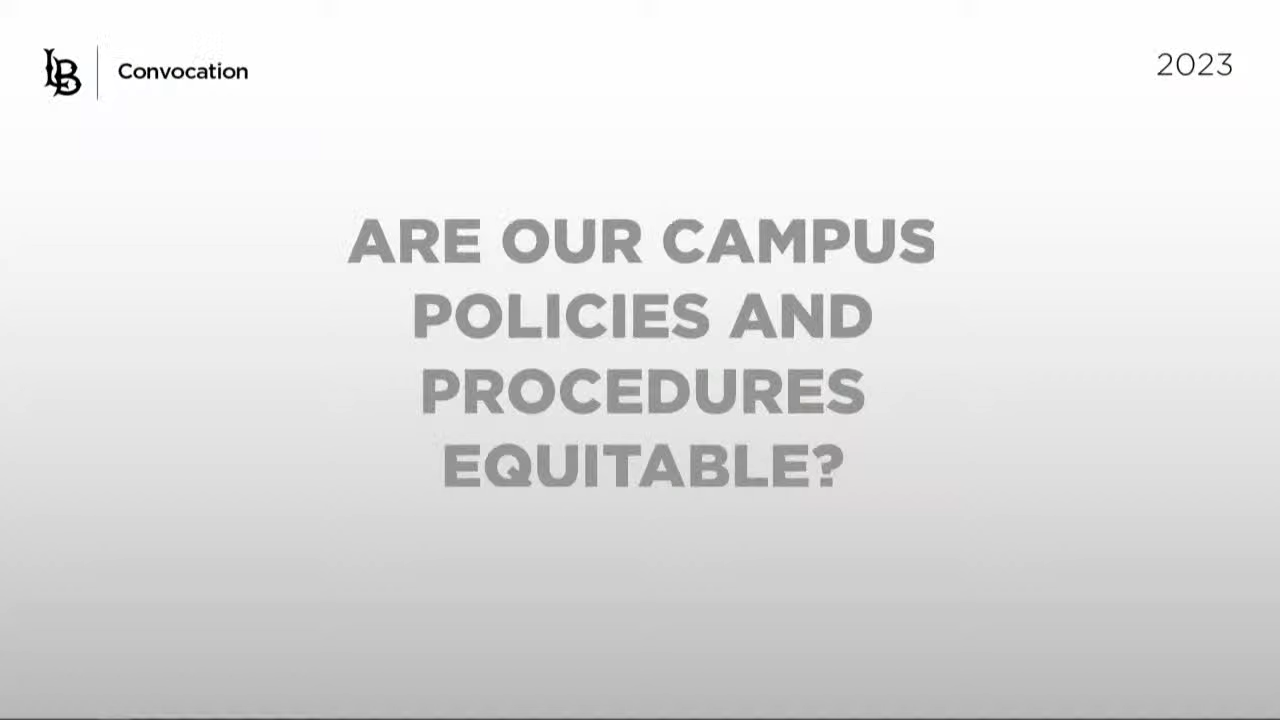 LB
Convocation
2023
ARE OUR CAMPUS
POLICIES AND
PROCEDURES
EQUITABLE?